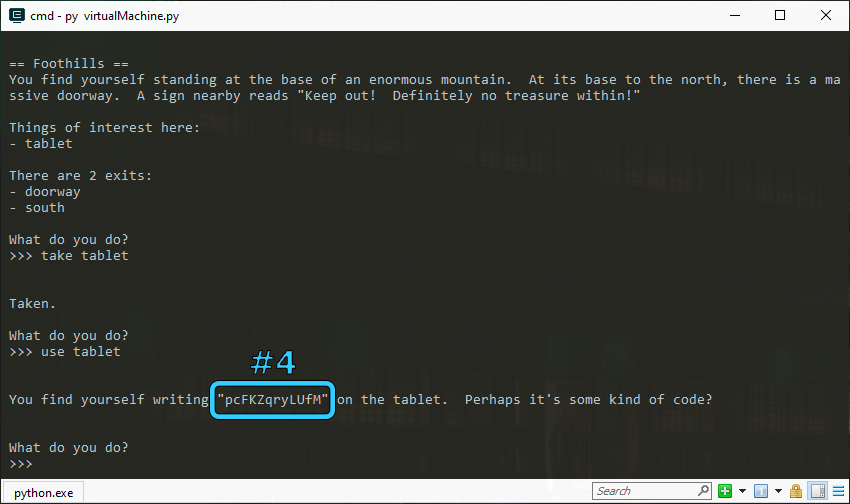 cmd - py virtualMachine.py
== Foothills ==
You find yourself standing at the base of an enormous mountain.  At its base to the north, there is a ma
ssive doorway.  A sign nearby reads "Keep out!  Definitely no treasure within!"
Things of interest here:
- tablet
There are 2 exits:
- doorway
- south
What do you do?
>>> take tablet
Taken.
What do you do?
>>> use tablet
#4
You find yourself writing "pcFKZqryLUfM" on the tablet.  Perhaps it's some kind of code?
What do you do?
>>>
python.exe
Search